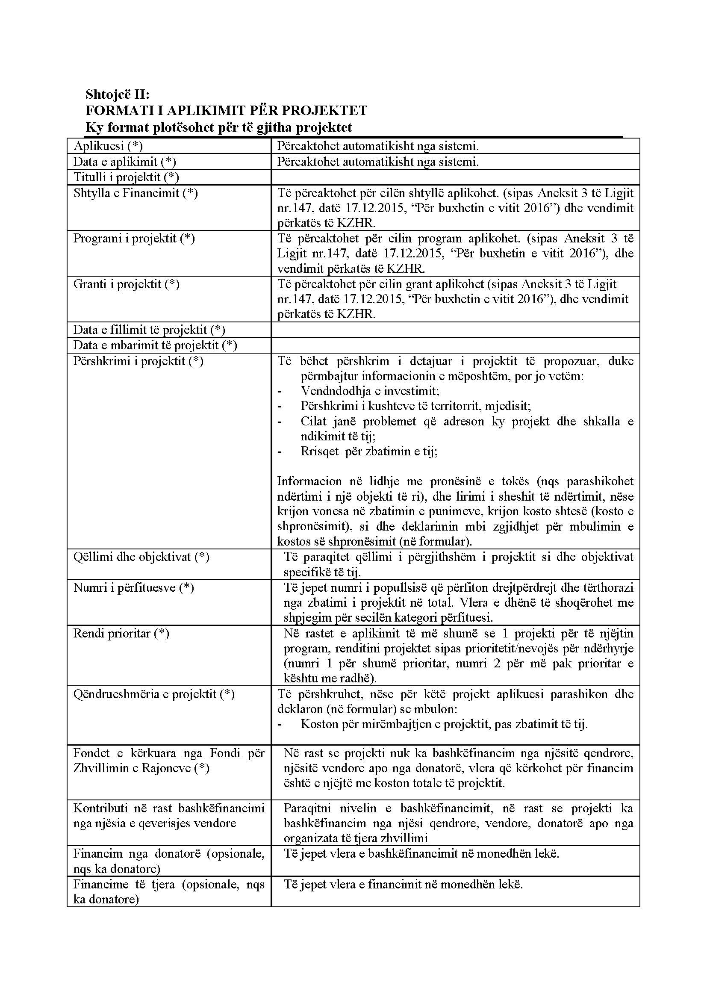 Shtojcë II:
FORMATI I APLIKIMIT PËR PROJEKTET
Ky format plotësohet për të gjitha projektet
Aplikuesi (*)
Përcaktohet automatikisht nga sistemi.
Data e aplikimit (*)
Përcaktohet automatikisht nga sistemi.
Titulli i projektit (*)
Shtylla e Financimit (*)
Të përcaktohet për cilën shtyllë aplikohet. (sipas Aneksit 3 të Ligjit
nr.147, datë 17.12.2015, “Për buxhetin e vitit 2016”) dhe vendimit
përkatës të KZHR.
Programi i projektit (*)
Të përcaktohet për cilin program aplikohet. (sipas Aneksit 3 të
Ligjit nr.147, datë 17.12.2015, “Për buxhetin e vitit 2016”), dhe
vendimit përkatës të KZHR.
Granti i projektit (*)
Të përcaktohet për cilin grant aplikohet (sipas Aneksit 3 të Ligjit
nr.147, datë 17.12.2015, “Për buxhetin e vitit 2016”), dhe vendimit
përkatës të KZHR.
Data e fillimit të projektit (*)
Data e mbarimit të projektit (*)
Përshkrimi i projektit (*)
Të bëhet përshkrim i detajuar i projektit të propozuar, duke
përmbajtur informacionin e mëposhtëm, por jo vetëm:
- Vendndodhja e investimit;
- Përshkrimi i kushteve të territorrit, mjedisit;
- Cilat janë problemet që adreson ky projekt dhe shkalla e
ndikimit të tij;
- Rrisqet për zbatimin e tij;
Informacion në lidhje me pronësinë e tokës (nqs parashikohet
ndërtimi i një objekti të ri), dhe lirimi i sheshit të ndërtimit, nëse
krijon vonesa në zbatimin e punimeve, krijon kosto shtesë (kosto e
shpronësimit), si dhe deklarimin mbi zgjidhjet për mbulimin e
kostos së shpronësimit (në formular).
Qëllimi dhe objektivat (*)
Të paraqitet qëllimi i përgjithshëm i projektit si dhe objektivat
specifikë të tij.
Numri i përfituesve (*)
Të jepet numri i popullsisë që përfiton drejtpërdrejt dhe tërthorazi
nga zbatimi i projektit në total. Vlera e dhënë të shoqërohet me
shpjegim për secilën kategori përfituesi.
Rendi prioritar (*)
Në rastet e aplikimit të më shumë se 1 projekti për të njëjtin
program, renditini projektet sipas prioritetit/nevojës për ndërhyrje
(numri 1 për shumë prioritar, numri 2 për më pak prioritar e
kështu me radhë).
Qëndrueshmëria e projektit (*)
Të përshkruhet, nëse për këtë projekt aplikuesi parashikon dhe
deklaron (në formular) se mbulon:
- Koston për mirëmbajtjen e projektit, pas zbatimit të tij.
Fondet e kërkuara nga Fondi për
Zhvillimin e Rajoneve (*)
Në rast se projekti nuk ka bashkëfinancim nga njësitë qendrore,
njësitë vendore apo nga donatorë, vlera që kërkohet për financim
është e njëjtë me koston totale të projektit.
Kontributi në rast bashkëfinancimi
nga njësia e qeverisjes vendore
Paraqitni nivelin e bashkëfinancimit, në rast se projekti ka
bashkëfinancim nga njësi qendrore, vendore, donatorë apo nga
organizata të tjera zhvillimi
Financim nga donatorë (opsionale,
nqs ka donatore)
Të jepet vlera e bashkëfinancimit në monedhën lekë.
Financime të tjera (opsionale, nqs
ka donatore)
Të jepet vlera e financimit në monedhën lekë.